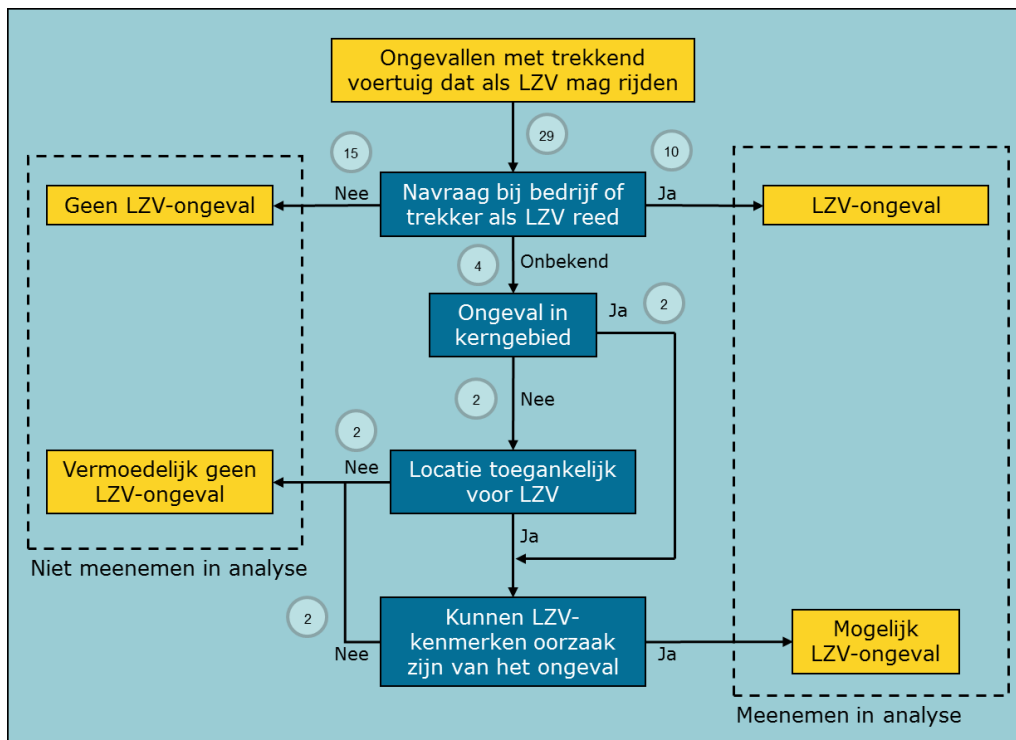 Ongevallen met trekkend
voertuig dat als LZV mag rijden
29
15
10
Nee
Ja
Geen LZV-ongeval
Navraag bij bedrijf of
trekker als LZV reed
LZV-ongeval
4
Onbekend
Ongeval in
kerngebied
Ja
2
2
Nee
2
Nee
Vermoedelijk geen
LZV-ongeval
Locatie toegankelijk
voor LZV
Ja
Niet meenemen in analyse
2
Nee
Kunnen LZV-
kenmerken oorzaak
zijn van het ongeval
Ja
Mogelijk
LZV-ongeval
Meenemen in analyse